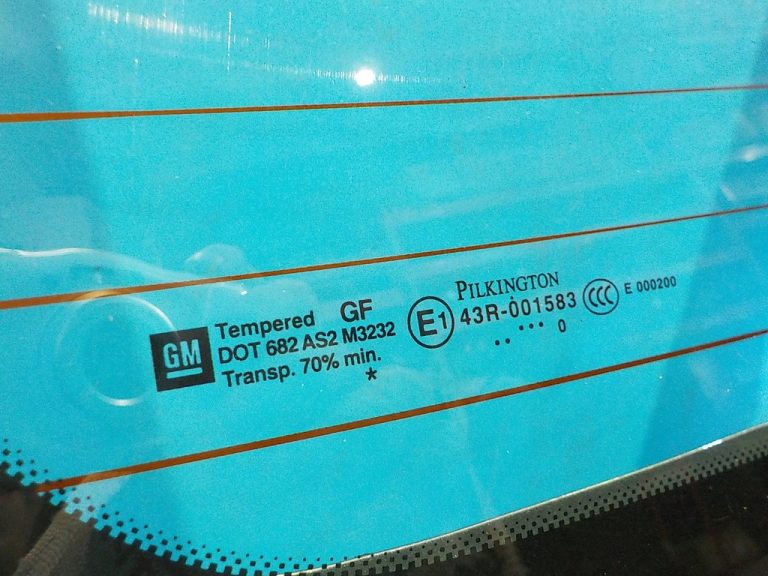 GM
Tempered GF
DOT 682 AS2 M3232
Transp. 70% min.
*
E1
PILKINGTON
43R-001583
.. ... 0
CCC
E 000200